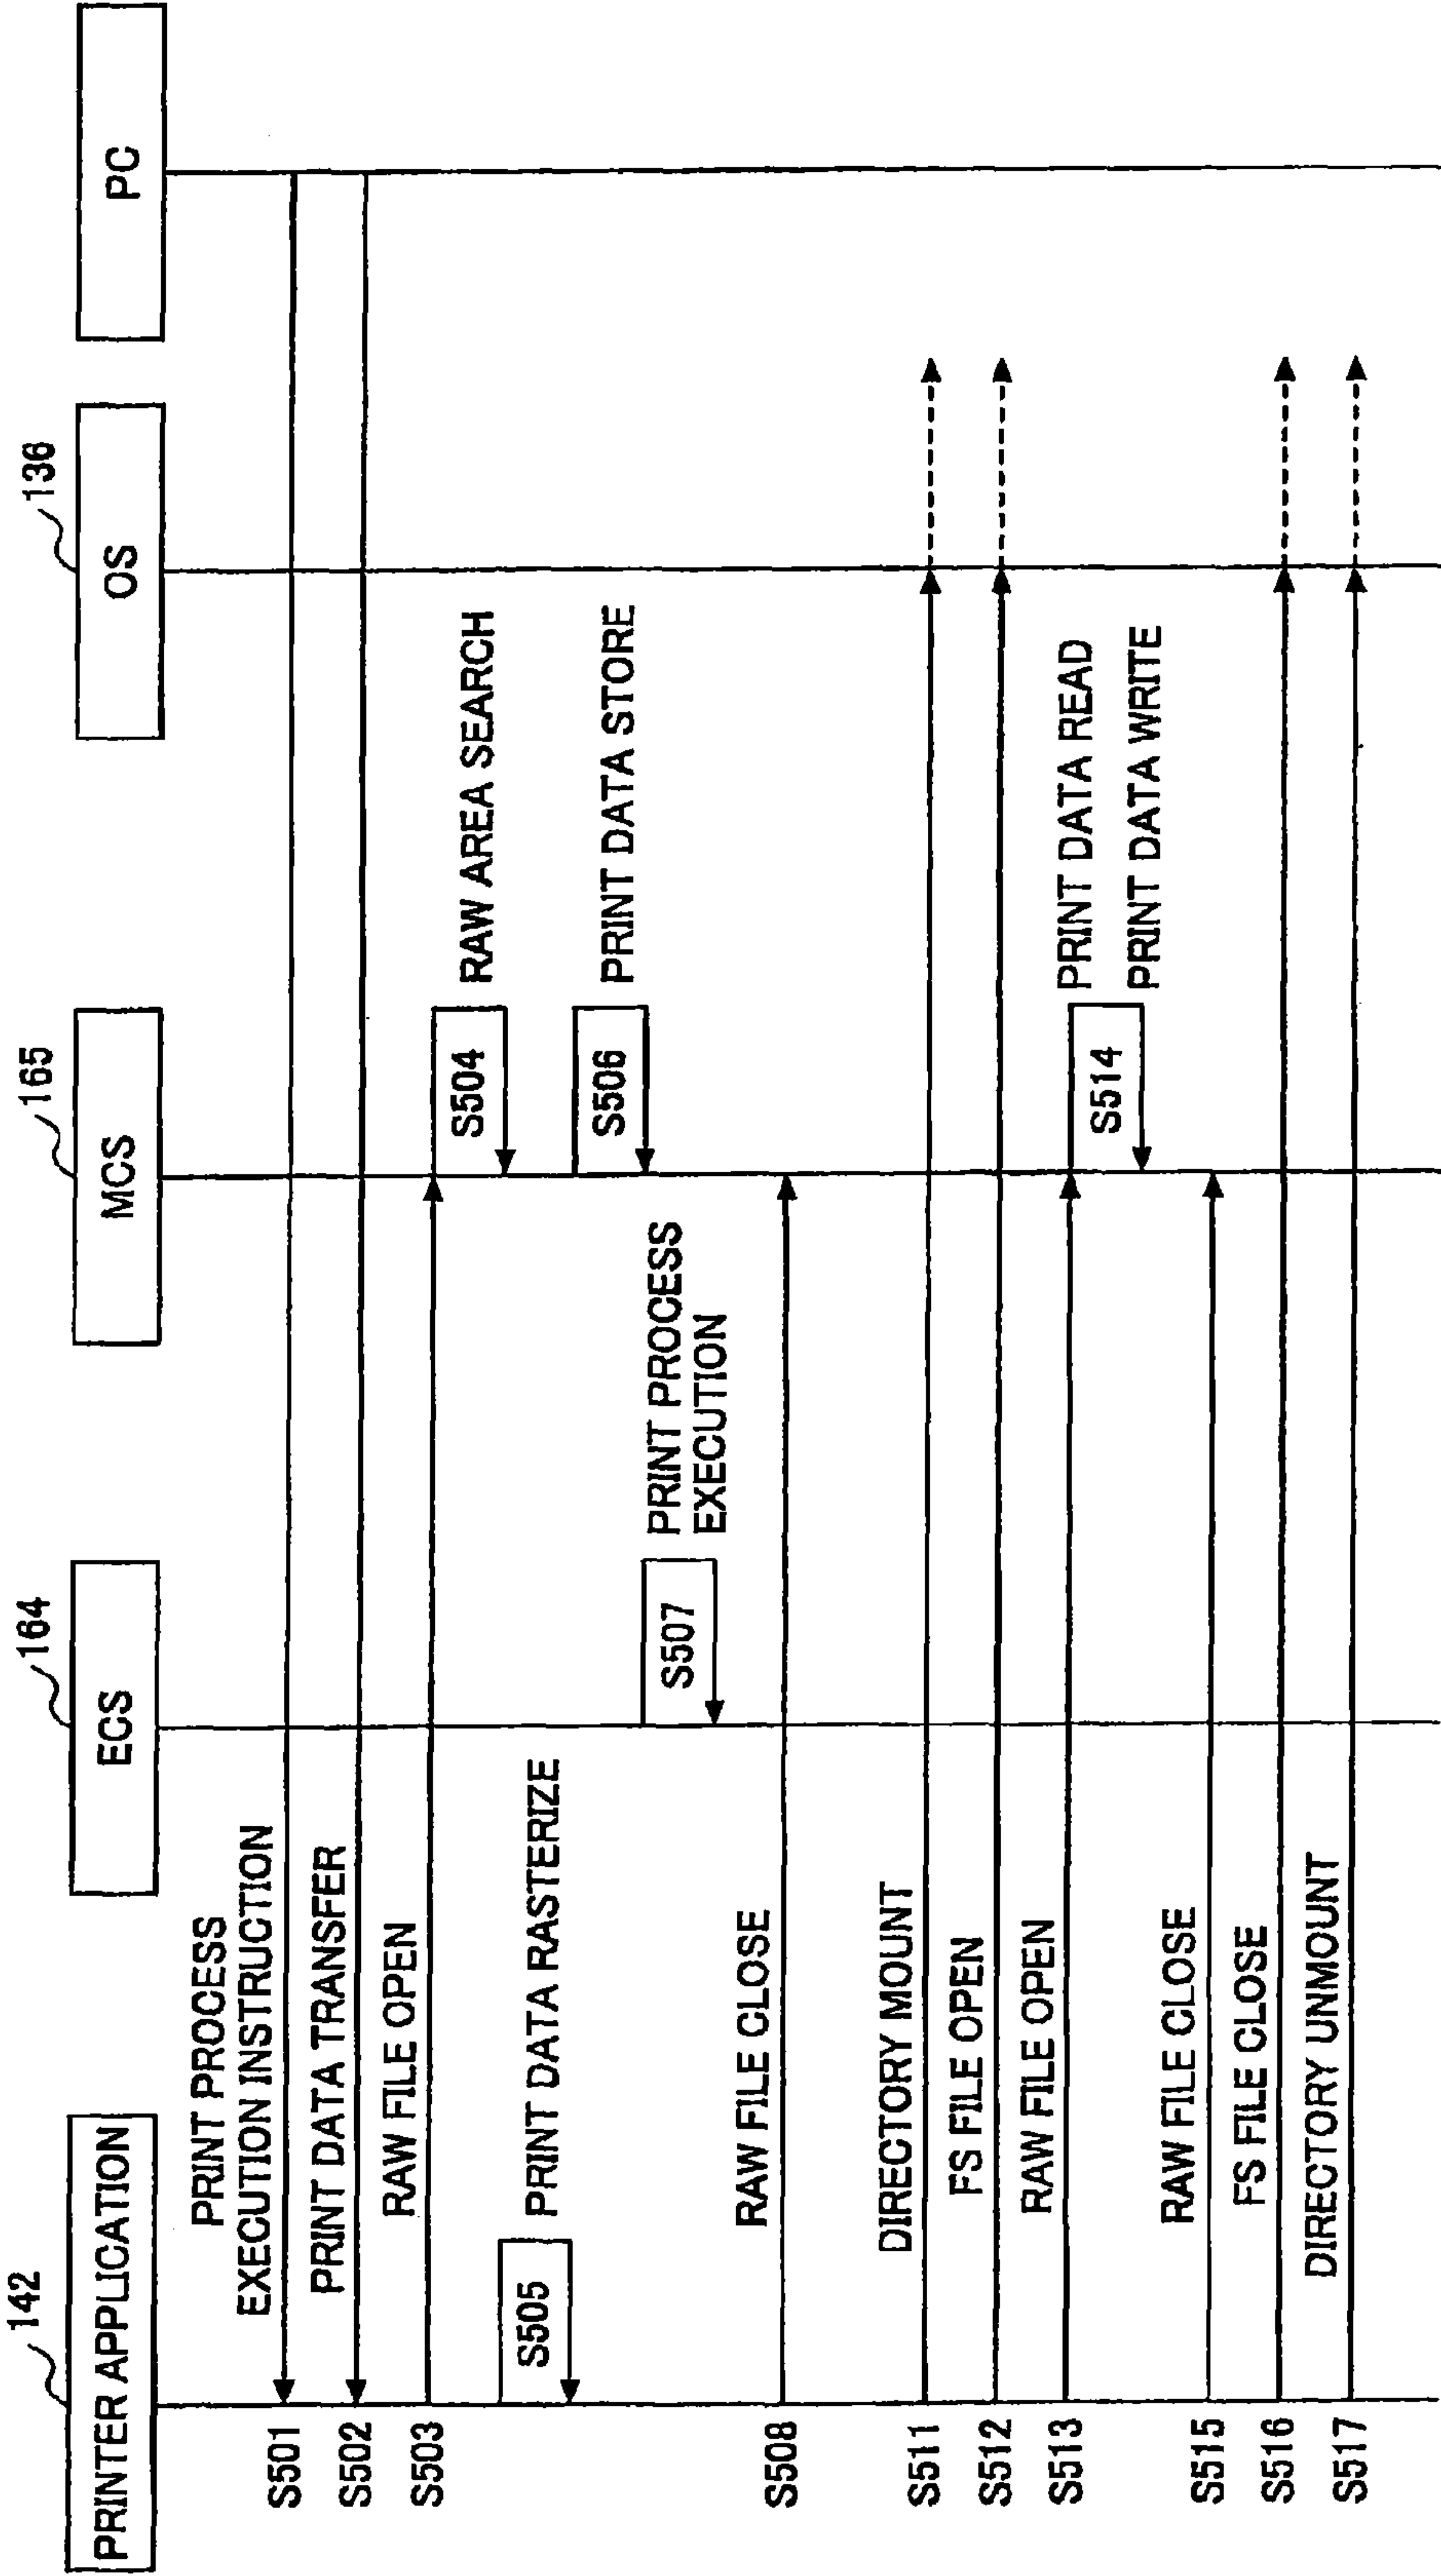 142
164
165
136
PRINTER APPLICATION
ECS
MCS
OS
PC
S501
PRINT PROCESS
EXECUTION INSTRUCTION
S502
PRINT DATA TRANSFER
S503
RAW FILE OPEN
S504
RAW AREA SEARCH
S505
PRINT DATA RASTERIZE
S506
PRINT DATA STORE
S507
PRINT PROCESS
EXECUTION
S508
RAW FILE CLOSE
S511
DIRECTORY MOUNT
S512
FS FILE OPEN
S513
RAW FILE OPEN
S514
PRINT DATA READ
PRINT DATA WRITE
S515
RAW FILE CLOSE
S516
FS FILE CLOSE
S517
DIRECTORY UNMOUNT